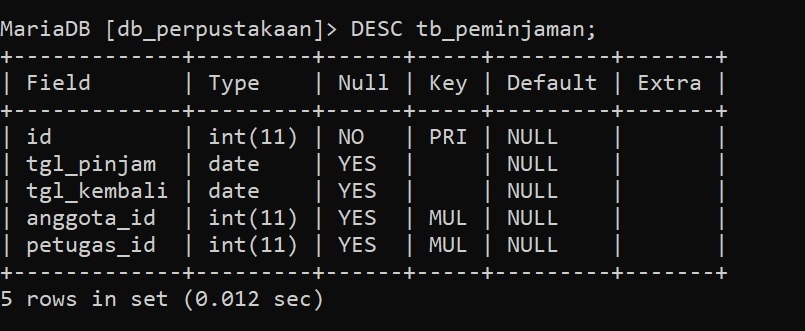 MariaDB [db_perpustakaan]> DESC tb_peminjaman;
+-------------+---------+------+-----+---------+-------+
| Field       | Type    | Null | Key | Default | Extra |
+-------------+---------+------+-----+---------+-------+
| id          | int(11) | NO   | PRI | NULL    |       |
| tgl_pinjam  | date    | YES  |     | NULL    |       |
| tgl_kembali | date    | YES  |     | NULL    |       |
| anggota_id  | int(11) | YES  | MUL | NULL    |       |
| petugas_id  | int(11) | YES  | MUL | NULL    |       |
+-------------+---------+------+-----+---------+-------+
5 rows in set (0.012 sec)